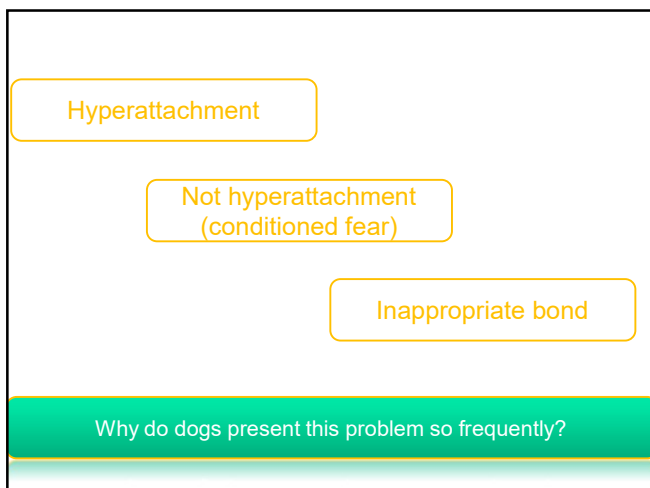 Hyperattachment
Not hyperattachment
(conditioned fear)
Inappropriate bond
Why do dogs present this problem so frequently?